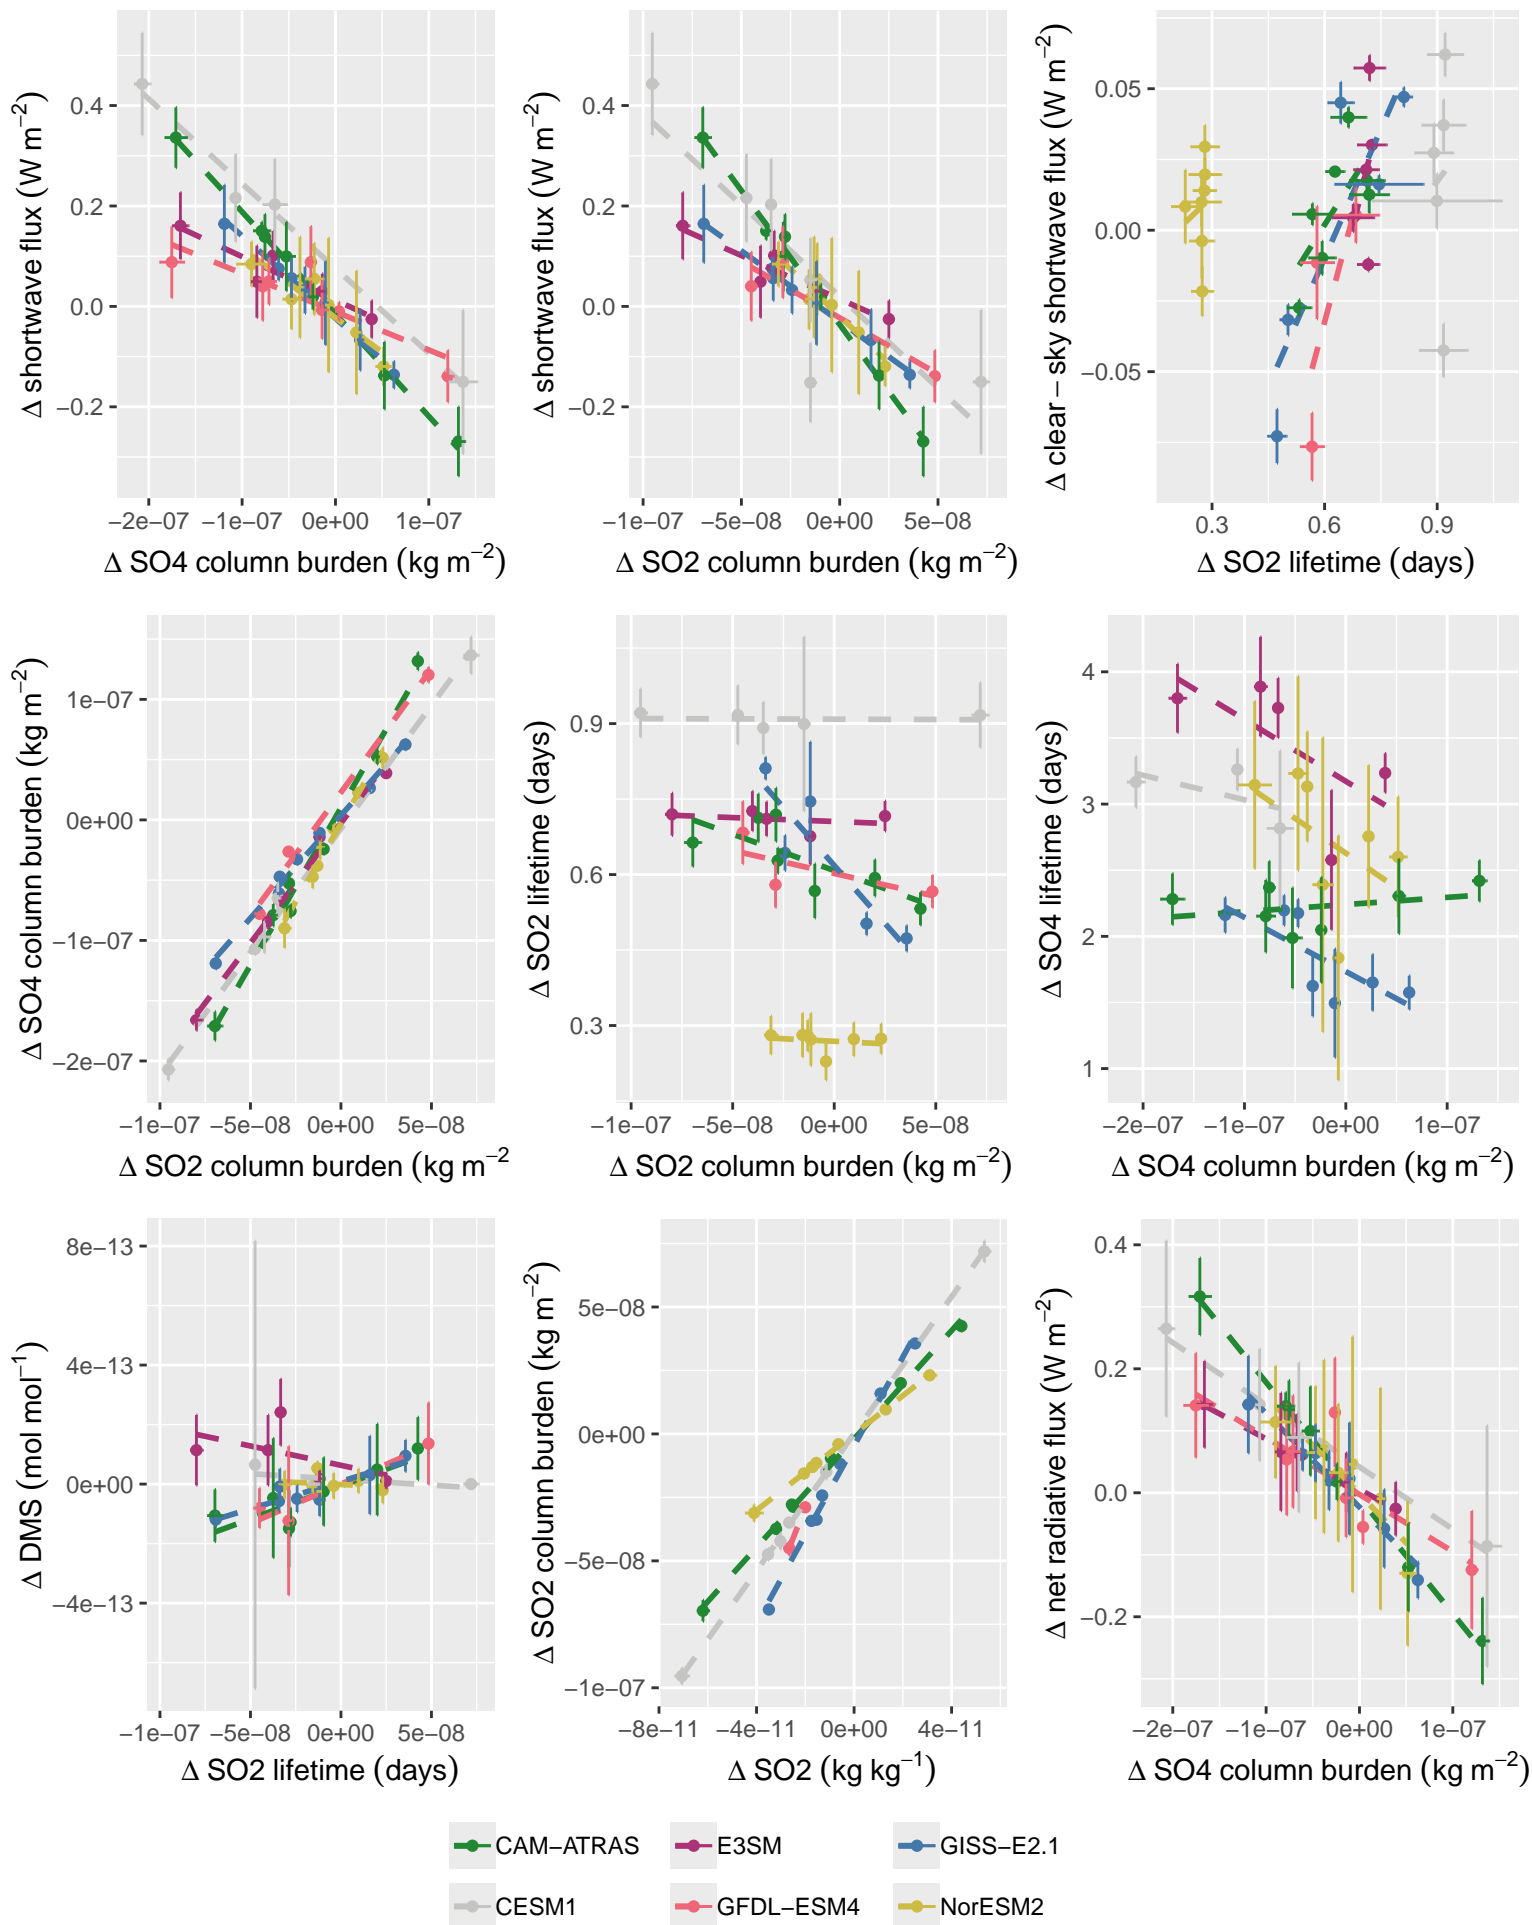 Δ shortwave flux (W m−2)
0.4
0.2
0.0
−0.2
−2e−07 −1e−07 0e+00 1e−07
Δ SO4 column burden (kg m−2)
Δ shortwave flux (W m−2)
0.4
0.2
0.0
−0.2
−1e−07 −5e−08 0e+00 5e−08
Δ SO2 column burden (kg m−2)
Δ clear − sky shortwave flux (W m−2)
0.05
0.00
−0.05
0.3 0.6 0.9
Δ SO2 lifetime (days)
Δ SO4 column burden (kg m−2)
1e−07
0e+00
−1e−07
−2e−07
−1e−07 −5e−08 0e+00 5e−08
Δ SO2 column burden (kg m−2
Δ SO2 lifetime (days)
0.9
0.6
0.3
−1e−07 −5e−08 0e+00 5e−08
Δ SO2 column burden (kg m−2)
Δ SO4 lifetime (days)
4
3
2
1
−2e−07 −1e−07 0e+00 1e−07
Δ SO4 column burden (kg m−2)
Δ DMS (mol mol−1)
8e−13
4e−13
0e+00
−4e−13
−1e−07 −5e−08 0e+00 5e−08
Δ SO2 lifetime (days)
Δ SO2 column burden (kg m−2)
5e−08
0e+00
−5e−08
−1e−07
−8e−11 −4e−11 0e+00 4e−11
Δ SO2 (kg kg−1)
Δ net radiative flux (W m−2)
0.4
0.2
0.0
−0.2
−2e−07 −1e−07 0e+00 1e−07
Δ SO4 column burden (kg m−2)
CAM−ATRAS E3SM GISS−E2.1
CESM1 GFDL−ESM4 NorESM2